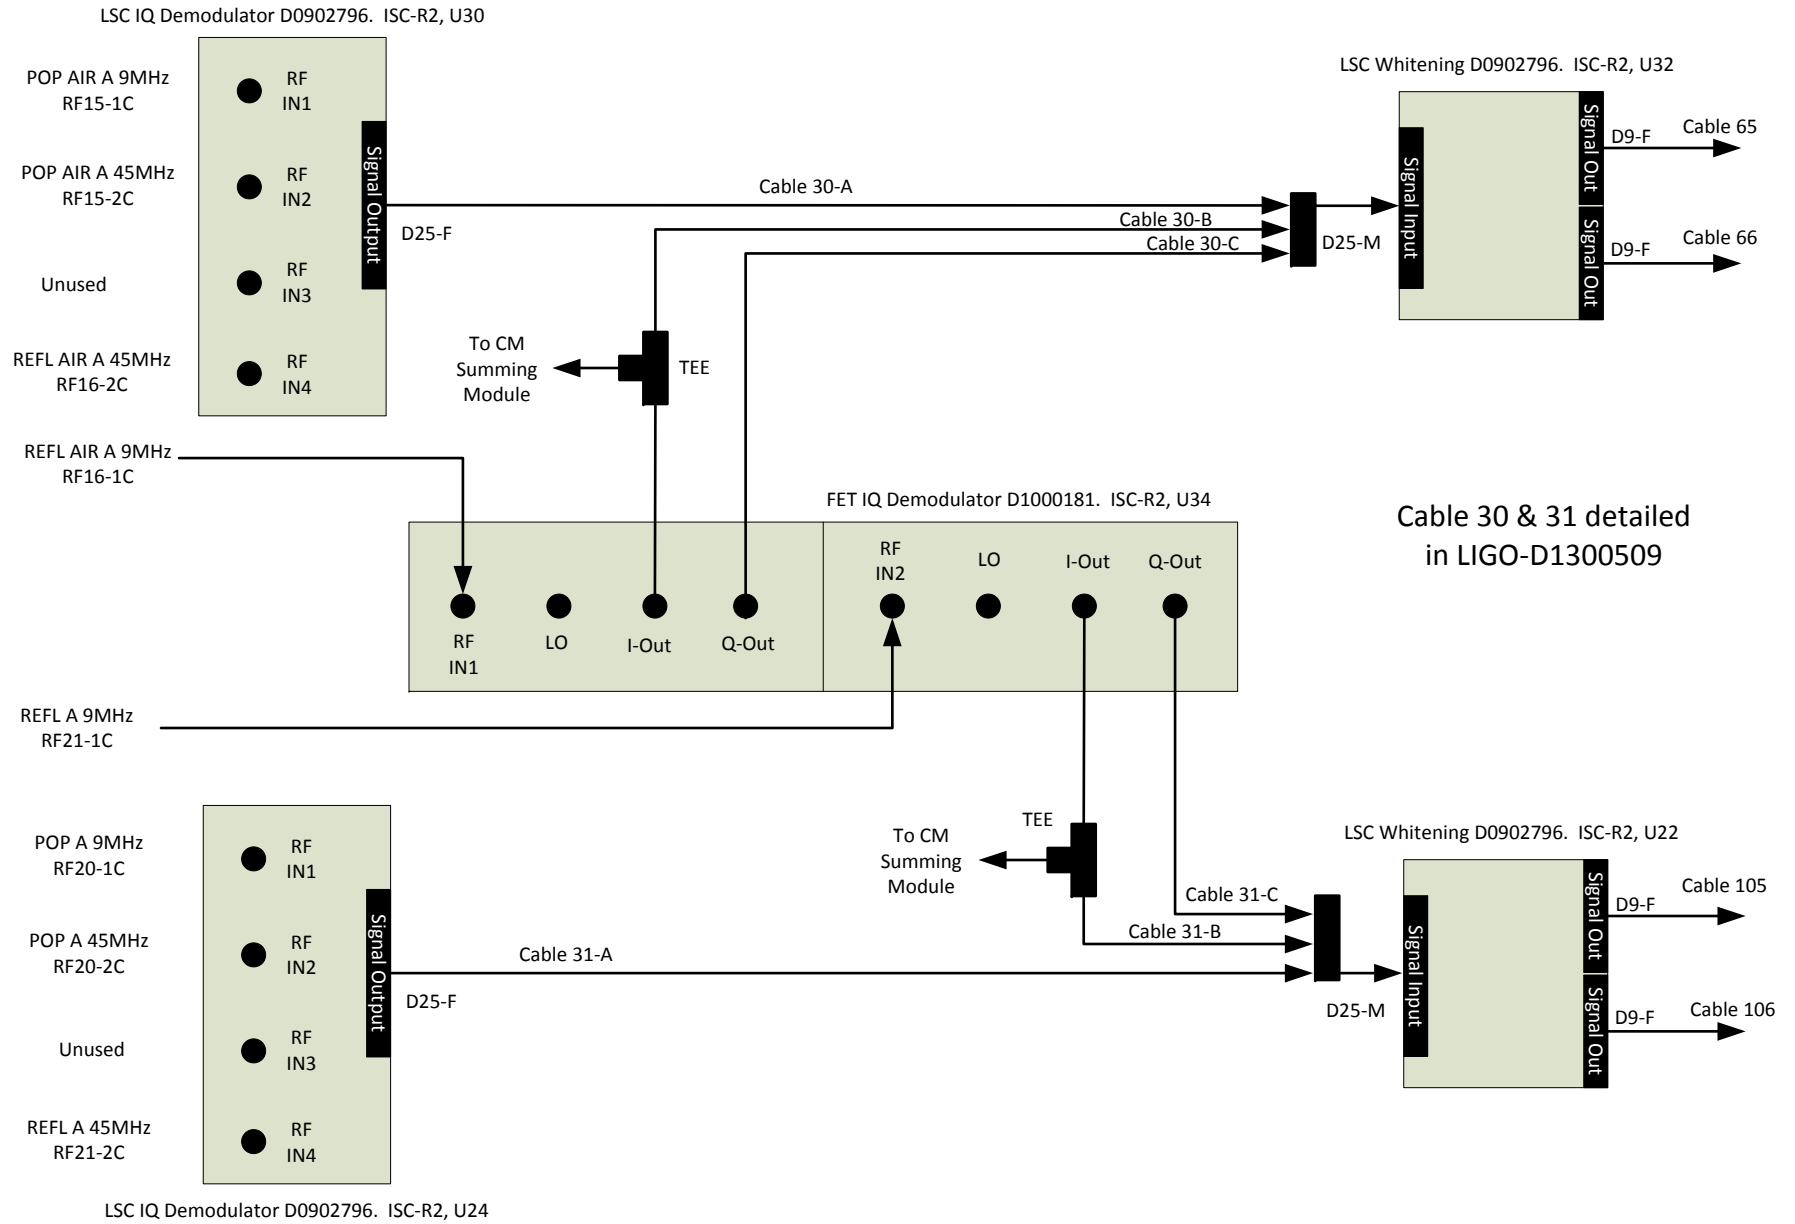 LSC IQ Demodulator D0902796.  ISC-R2, U30
POP AIR A 9MHz
RF15-1C
RF
IN1
POP AIR A 45MHz
RF15-2C
RF
IN2
Unused
RF
IN3
REFL AIR A 45MHz
RF16-2C
RF
IN4
Signal Output
D25-F
Cable 30-A
Cable 30-B
Cable 30-C
D25-M
LSC Whitening D0902796.  ISC-R2, U32
Signal Input
Signal Out
Signal Out
D9-F
Cable 65
D9-F
Cable 66
To CM
Summing
Module
TEE
REFL AIR A 9MHz
RF16-1C
FET IQ Demodulator D1000181.  ISC-R2, U34
RF
IN1
LO
I-Out
Q-Out
RF
IN2
LO
I-Out
Q-Out
Cable 30 & 31 detailed
in LIGO-D1300509
REFL A 9MHz
RF21-1C
POP A 9MHz
RF20-1C
RF
IN1
POP A 45MHz
RF20-2C
RF
IN2
Unused
RF
IN3
REFL A 45MHz
RF21-2C
RF
IN4
Signal Output
D25-F
LSC IQ Demodulator D0902796.  ISC-R2, U24
Cable 31-A
To CM
Summing
Module
TEE
Cable 31-C
Cable 31-B
D25-M
LSC Whitening D0902796.  ISC-R2, U22
Signal Input
Signal Out
Signal Out
D9-F
Cable 105
D9-F
Cable 106